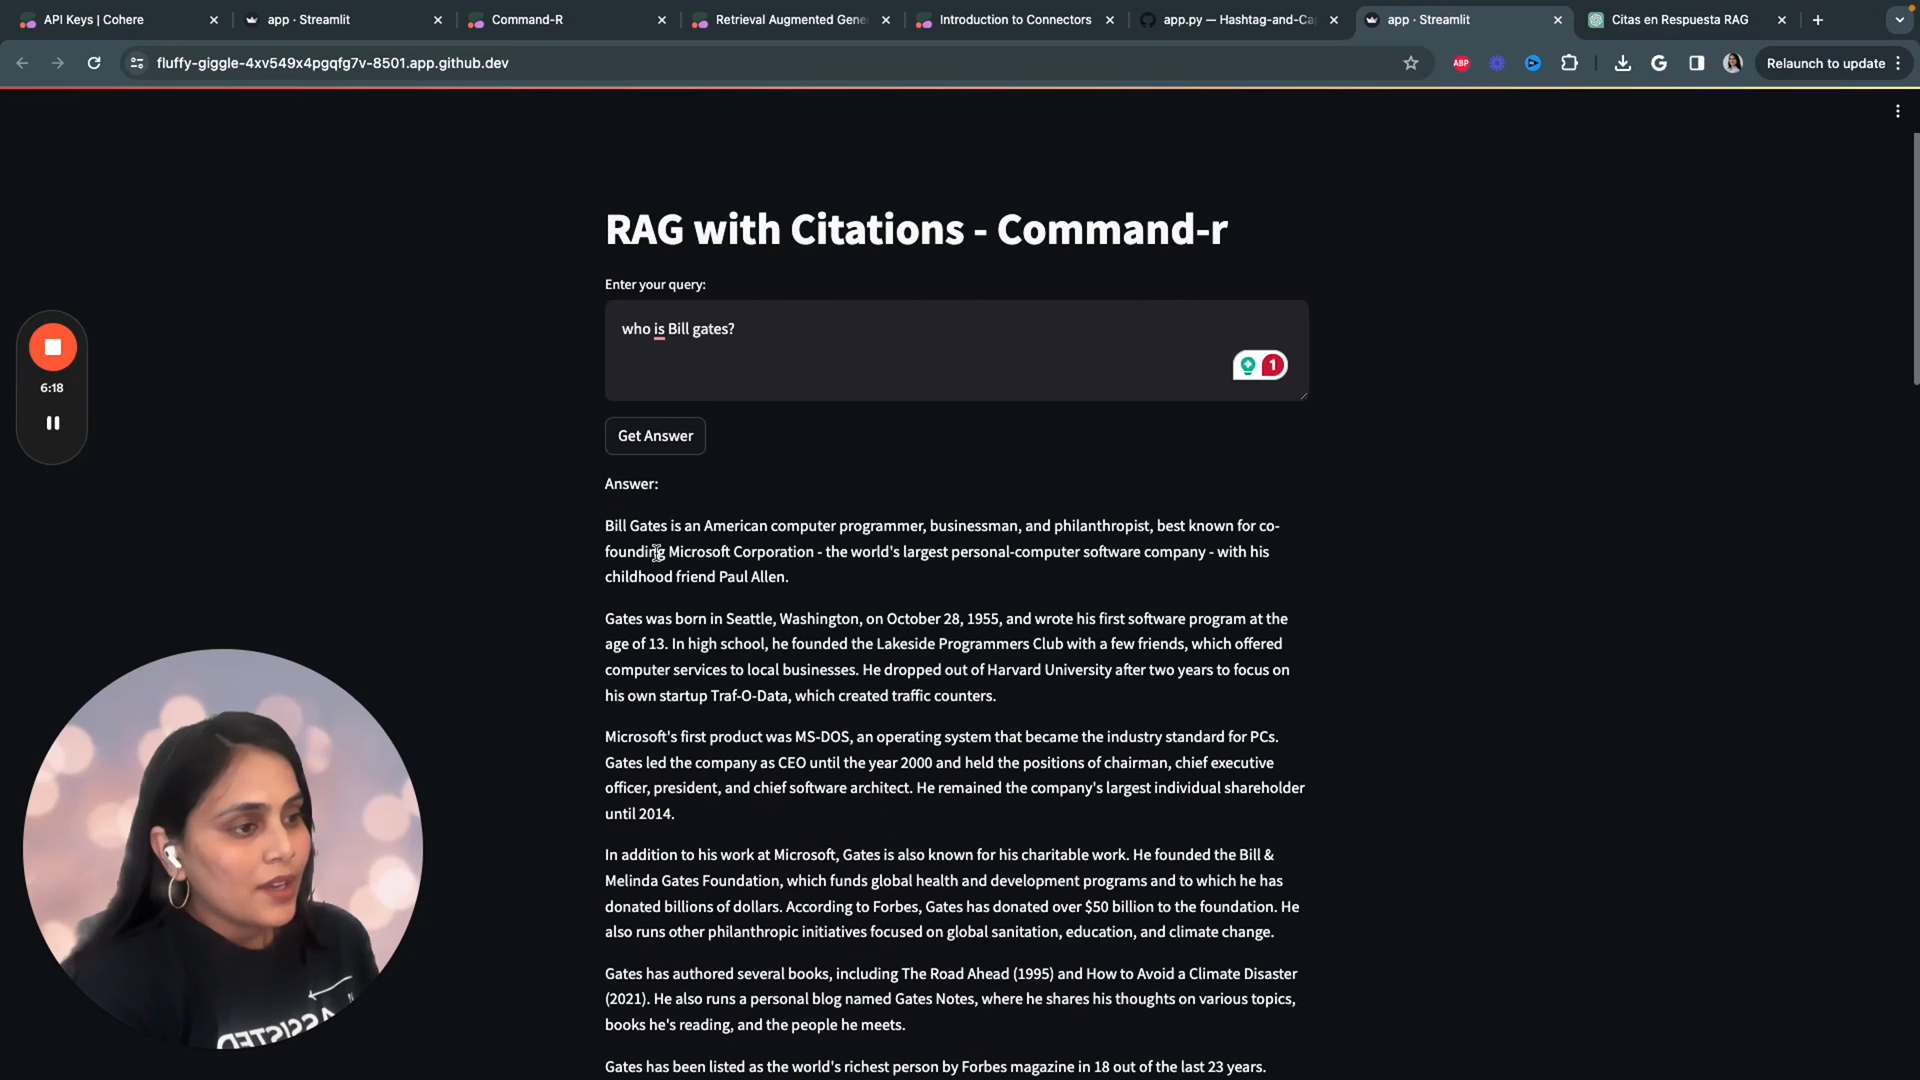 API Keys | Cohere
app · Streamlit
Command-R
Retrieval Augmented Gene
Introduction to Connectors
app.py — Hashtag-and-Ca
app · Streamlit
Citas en Respuesta RAG
fluffy-giggle-4xv549x4pgqfg7v-8501.app.github.dev
ABP
Relaunch to update
RAG with Citations - Command-r
Enter your query:
who is Bill gates?
1
6:18
Get Answer
Answer:
Bill Gates is an American computer programmer, businessman, and philanthropist, best known for co-
founding Microsoft Corporation - the world's largest personal-computer software company - with his
childhood friend Paul Allen.
Gates was born in Seattle, Washington, on October 28, 1955, and wrote his first software program at the
age of 13. In high school, he founded the Lakeside Programmers Club with a few friends, which offered
computer services to local businesses. He dropped out of Harvard University after two years to focus on
his own startup Traf-O-Data, which created traffic counters.
Microsoft's first product was MS-DOS, an operating system that became the industry standard for PCs.
Gates led the company as CEO until the year 2000 and held the positions of chairman, chief executive
officer, president, and chief software architect. He remained the company's largest individual shareholder
until 2014.
In addition to his work at Microsoft, Gates is also known for his charitable work. He founded the Bill &
Melinda Gates Foundation, which funds global health and development programs and to which he has
donated billions of dollars. According to Forbes, Gates has donated over $50 billion to the foundation. He
also runs other philanthropic initiatives focused on global sanitation, education, and climate change.
Gates has authored several books, including The Road Ahead (1995) and How to Avoid a Climate Disaster
(2021). He also runs a personal blog named Gates Notes, where he shares his thoughts on various topics,
books he's reading, and the people he meets.
Gates has been listed as the world's richest person by Forbes magazine in 18 out of the last 23 years.